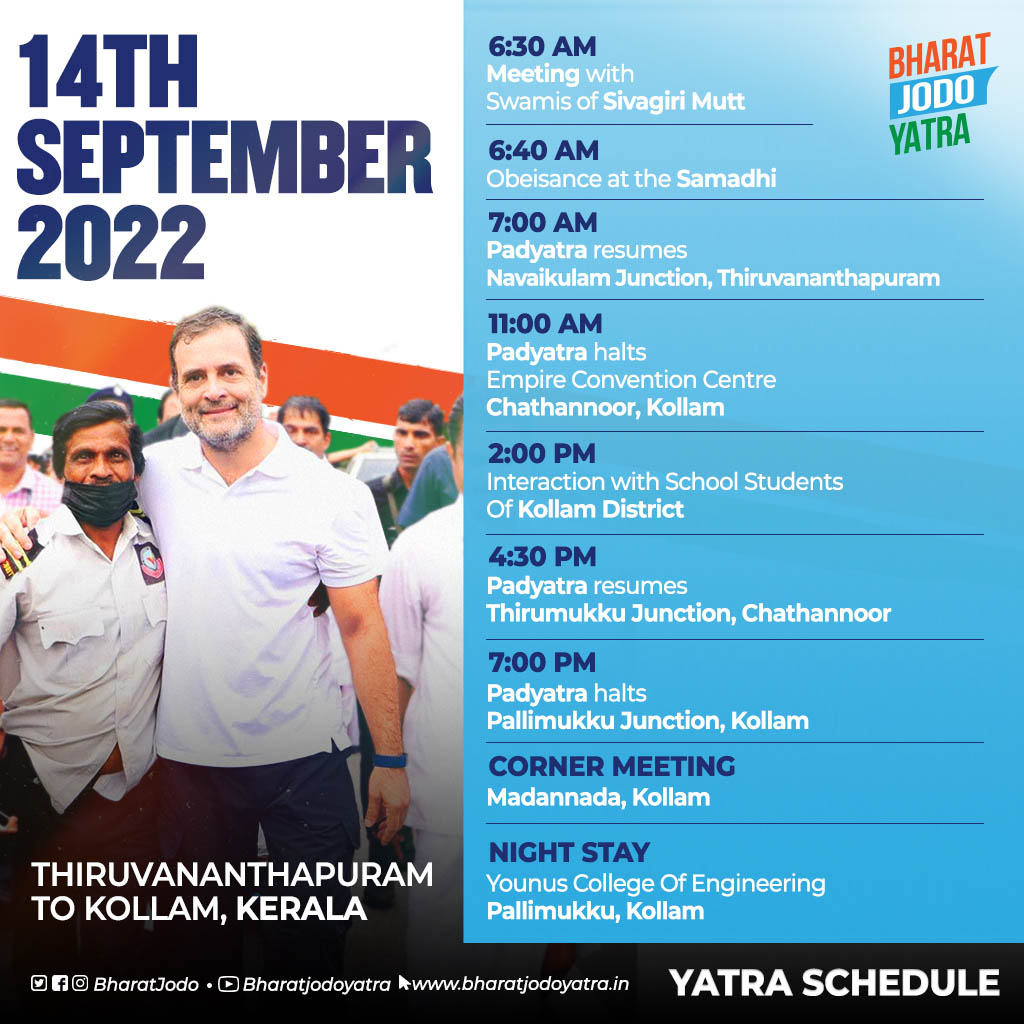 14TH
SEPTEMBER
2022
THIRUVANANTHAPURAM
TO KOLLAM, KERALA
BHARAT
JODO
YATRA
6:30 AM
Meeting with
Swamis of Sivagiri Mutt
6:40 AM
Obeisance at the Samadhi
7:00 AM
Padyatra resumes
Navaikulam Junction, Thiruvananthapuram
11:00 AM
Padyatra halts
Empire Convention Centre
Chathannoor, Kollam
2:00 PM
Interaction with School Students
Of Kollam District
4:30 PM
Padyatra resumes
Thirumukku Junction, Chathannoor
7:00 PM
Padyatra halts
Pallimukku Junction, Kollam
CORNER MEETING
Madannada, Kollam
NIGHT STAY
Younus College Of Engineering
Pallimukku, Kollam
BharatJodo • Bharatjodoyatra www.bharatjodoyatra.in
YATRA SCHEDULE